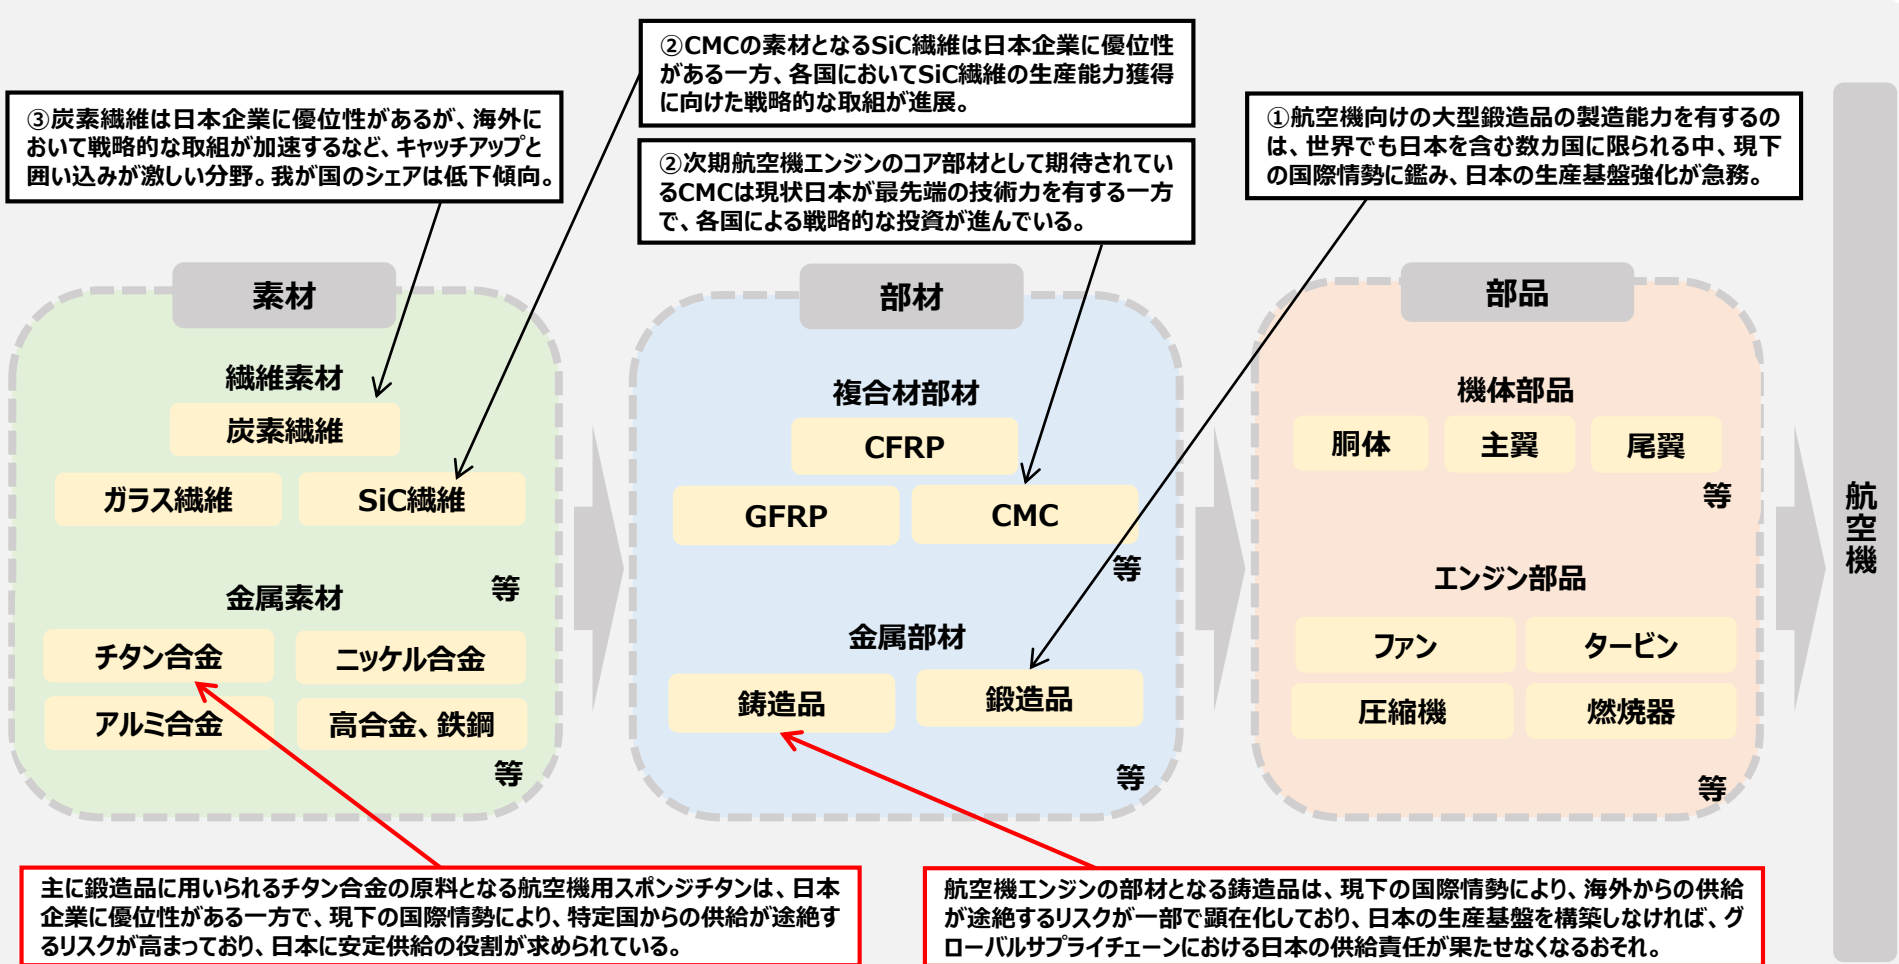 ②CMCの素材となるSiC繊維は日本企業に優位性
がある一方、各国においてSiC繊維の生産能力獲得
に向けた戦略的な取組が進展。
③炭素繊維は日本企業に優位性があるが、海外に
おいて戦略的な取組が加速するなど、キャッチアップと
囲い込みが激しい分野。我が国のシェアは低下傾向。
②次期航空機エンジンのコア部材として期待されてい
るCMCは現状日本が最先端の技術力を有する一方
で、各国による戦略的な投資が進んでいる。
①航空機向けの大型鍛造品の製造能力を有するの
は、世界でも日本を含む数カ国に限られる中、現下
の国際情勢に鑑み、日本の生産基盤強化が急務。
素材
繊維素材
炭素繊維
ガラス繊維
SiC繊維
等
金属素材
チタン合金
ニッケル合金
アルミ合金
高合金、鉄鋼
等
部材
複合材部材
CFRP
GFRP
CMC
等
金属部材
鋳造品
鍛造品
等
部品
機体部品
胴体
主翼
尾翼
等
エンジン部品
ファン
タービン
圧縮機
燃焼器
等
航空機
主に鍛造品に用いられるチタン合金の原料となる航空機用スポンジチタンは、日本
企業に優位性がある一方で、現下の国際情勢により、特定国からの供給が途絶す
るリスクが高まっており、日本に安定供給の役割が求められている。
航空機エンジンの部材となる鋳造品は、現下の国際情勢により、海外からの供給
が途絶するリスクが一部で顕在化しており、日本の生産基盤を構築しなければ、グ
ローバルサプライチェーンにおける日本の供給責任が果たせなくなるおそれ。